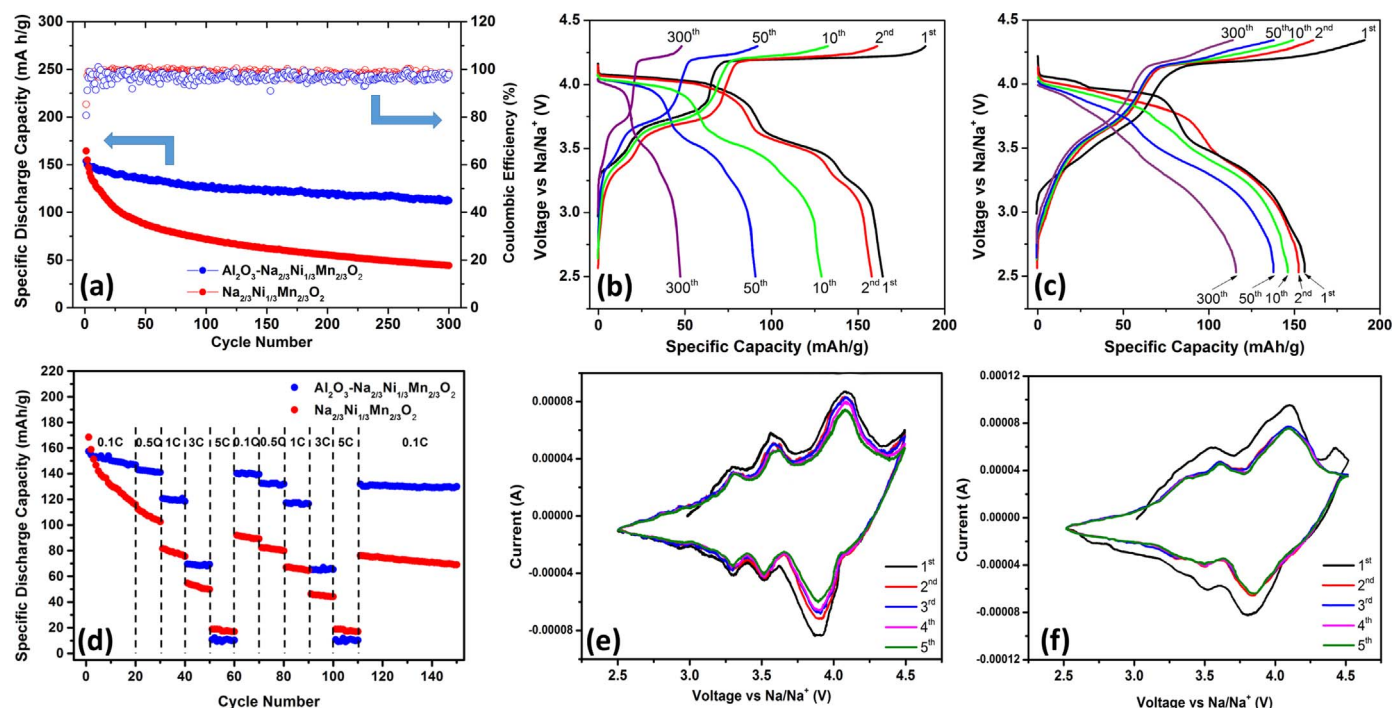 300
250
200
150
100
50
0
Specific Discharge Capacity (mA h/g)
120
100
80
60
40
20
0
Coulombic Efficiency (%)
Al₂O₃-Na₂/₃Ni₁/₃Mn₂/₃O₂
Na₂/₃Ni₁/₃Mn₂/₃O₂
(a)
0 50 100 150 200 250 300
Cycle Number
4.5
4.0
3.5
3.0
2.5
Voltage vs Na/Na⁺ (V)
300ᵗʰ 50ᵗʰ 10ᵗʰ 2ⁿᵈ 1ˢᵗ
300ᵗʰ 50ᵗʰ 10ᵗʰ 2ⁿᵈ 1ˢᵗ
(b)
0 50 100 150 200
Specific Capacity (mAh/g)
4.5
4.0
3.5
3.0
2.5
Voltage vs Na/Na⁺ (V)
300ᵗʰ 50ᵗʰ 10ᵗʰ 2ⁿᵈ 1ˢᵗ
300ᵗʰ 50ᵗʰ 10ᵗʰ 2ⁿᵈ 1ˢᵗ
(c)
0 50 100 150 200
Specific Capacity (mAh/g)
220
200
180
160
140
120
100
80
60
40
20
0
Specific Discharge Capacity (mAh/g)
Al₂O₃-Na₂/₃Ni₁/₃Mn₂/₃O₂
Na₂/₃Ni₁/₃Mn₂/₃O₂
0.1C 0.5C 1C 3C 5C 0.1C 0.5C 1C 3C 5C 0.1C
(d)
0 20 40 60 80 100 120 140
Cycle Number
0.00008
0.00004
0.00000
-0.00004
-0.00008
Current (A)
1ˢᵗ
2ⁿᵈ
3ʳᵈ
4ᵗʰ
5ᵗʰ
(e)
2.5 3.0 3.5 4.0 4.5
Voltage vs Na/Na⁺ (V)
0.00012
0.00008
0.00004
0.00000
-0.00004
-0.00008
-0.00012
Current (A)
1ˢᵗ
2ⁿᵈ
3ʳᵈ
4ᵗʰ
5ᵗʰ
(f)
2.5 3.0 3.5 4.0 4.5
Voltage vs Na/Na⁺ (V)